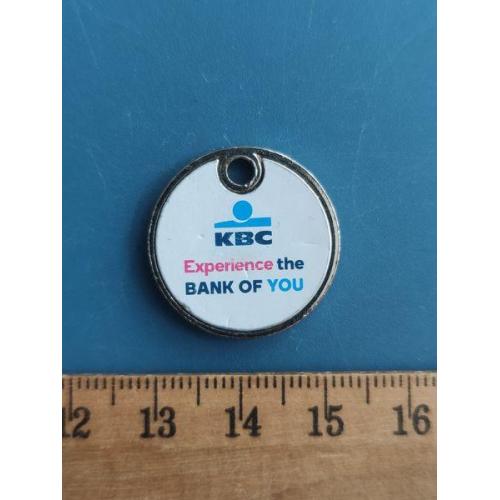 KBC
Experience the
BANK OF YOU
12 13 14 15 16